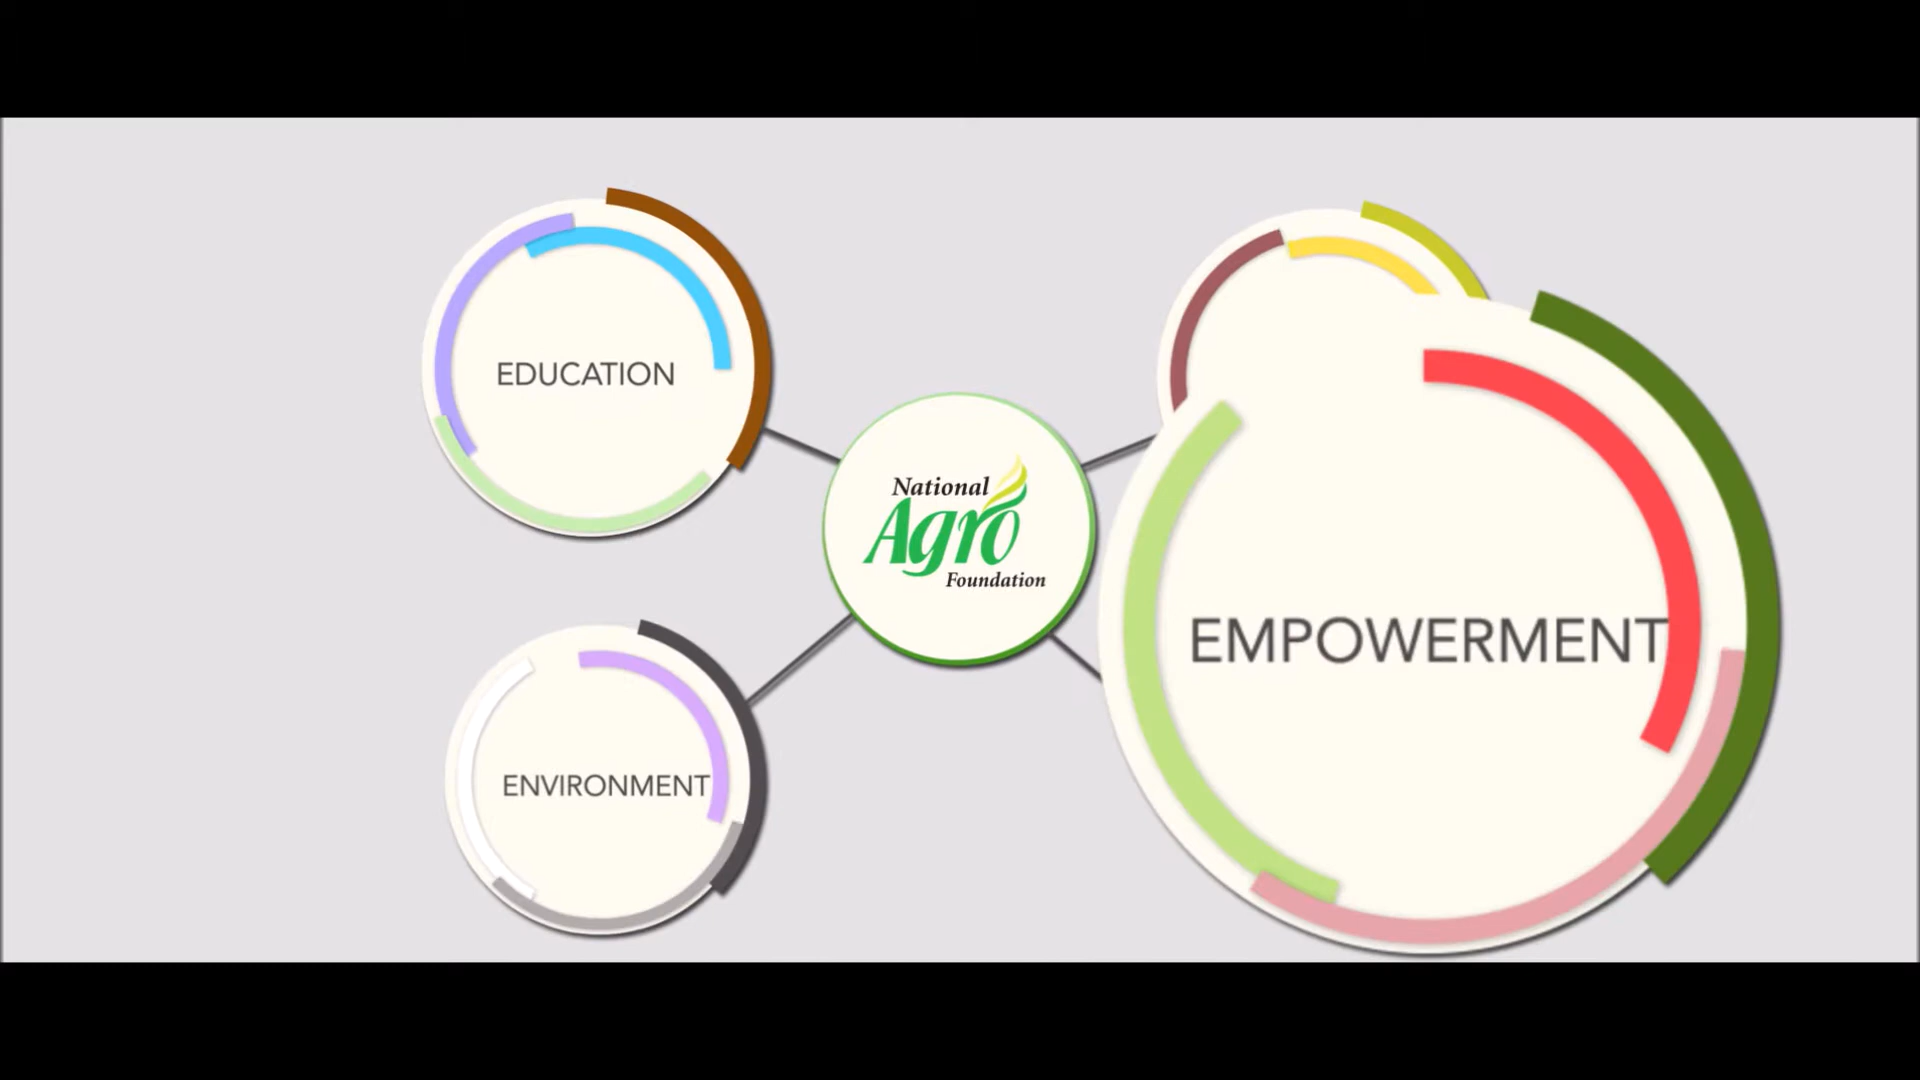 EDUCATION
National
Agro
Foundation
EMPOWERMENT
ENVIRONMENT